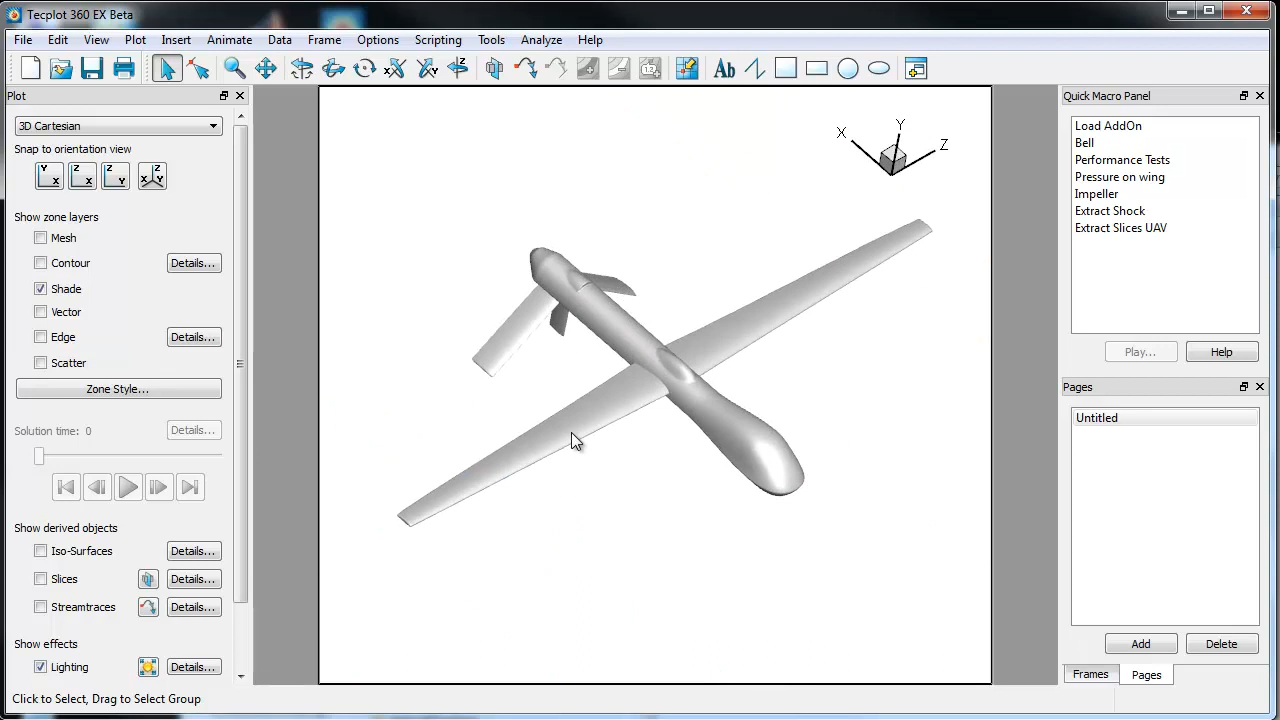 Tecplot 360 EX Beta
File Edit View Plot Insert Animate Data Frame Options Scripting Tools Analyze Help
Plot
3D Cartesian
Snap to orientation view
Y X Z X Z Y Z X Y
Show zone layers
Mesh
Contour Details...
Shade
Vector
Edge Details...
Scatter
Zone Style...
Solution time: 0 Details...
Show derived objects
Iso-Surfaces Details...
Slices Details...
Streamtraces Details...
Show effects
Lighting Details...
Click to Select, Drag to Select Group
Ab
X Y Z
Quick Macro Panel
Load AddOn
Bell
Performance Tests
Pressure on wing
Impeller
Extract Shock
Extract Slices UAV
Play... Help
Pages
Untitled
Add Delete
Frames Pages